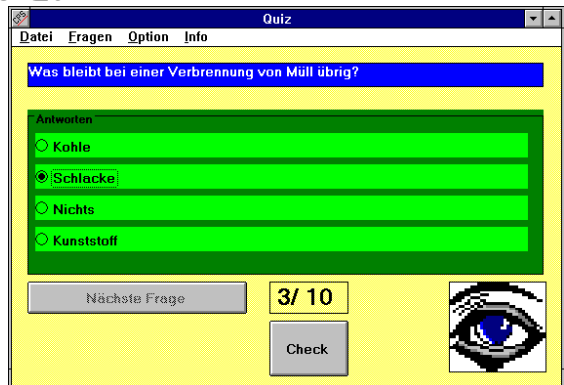 CPS
Quiz
Datei Fragen Option Info
Was bleibt bei einer Verbrennung von Müll übrig?
Antworten
Kohle
Schlacke
Nichts
Kunststoff
Nächste Frage
3/ 10
Check